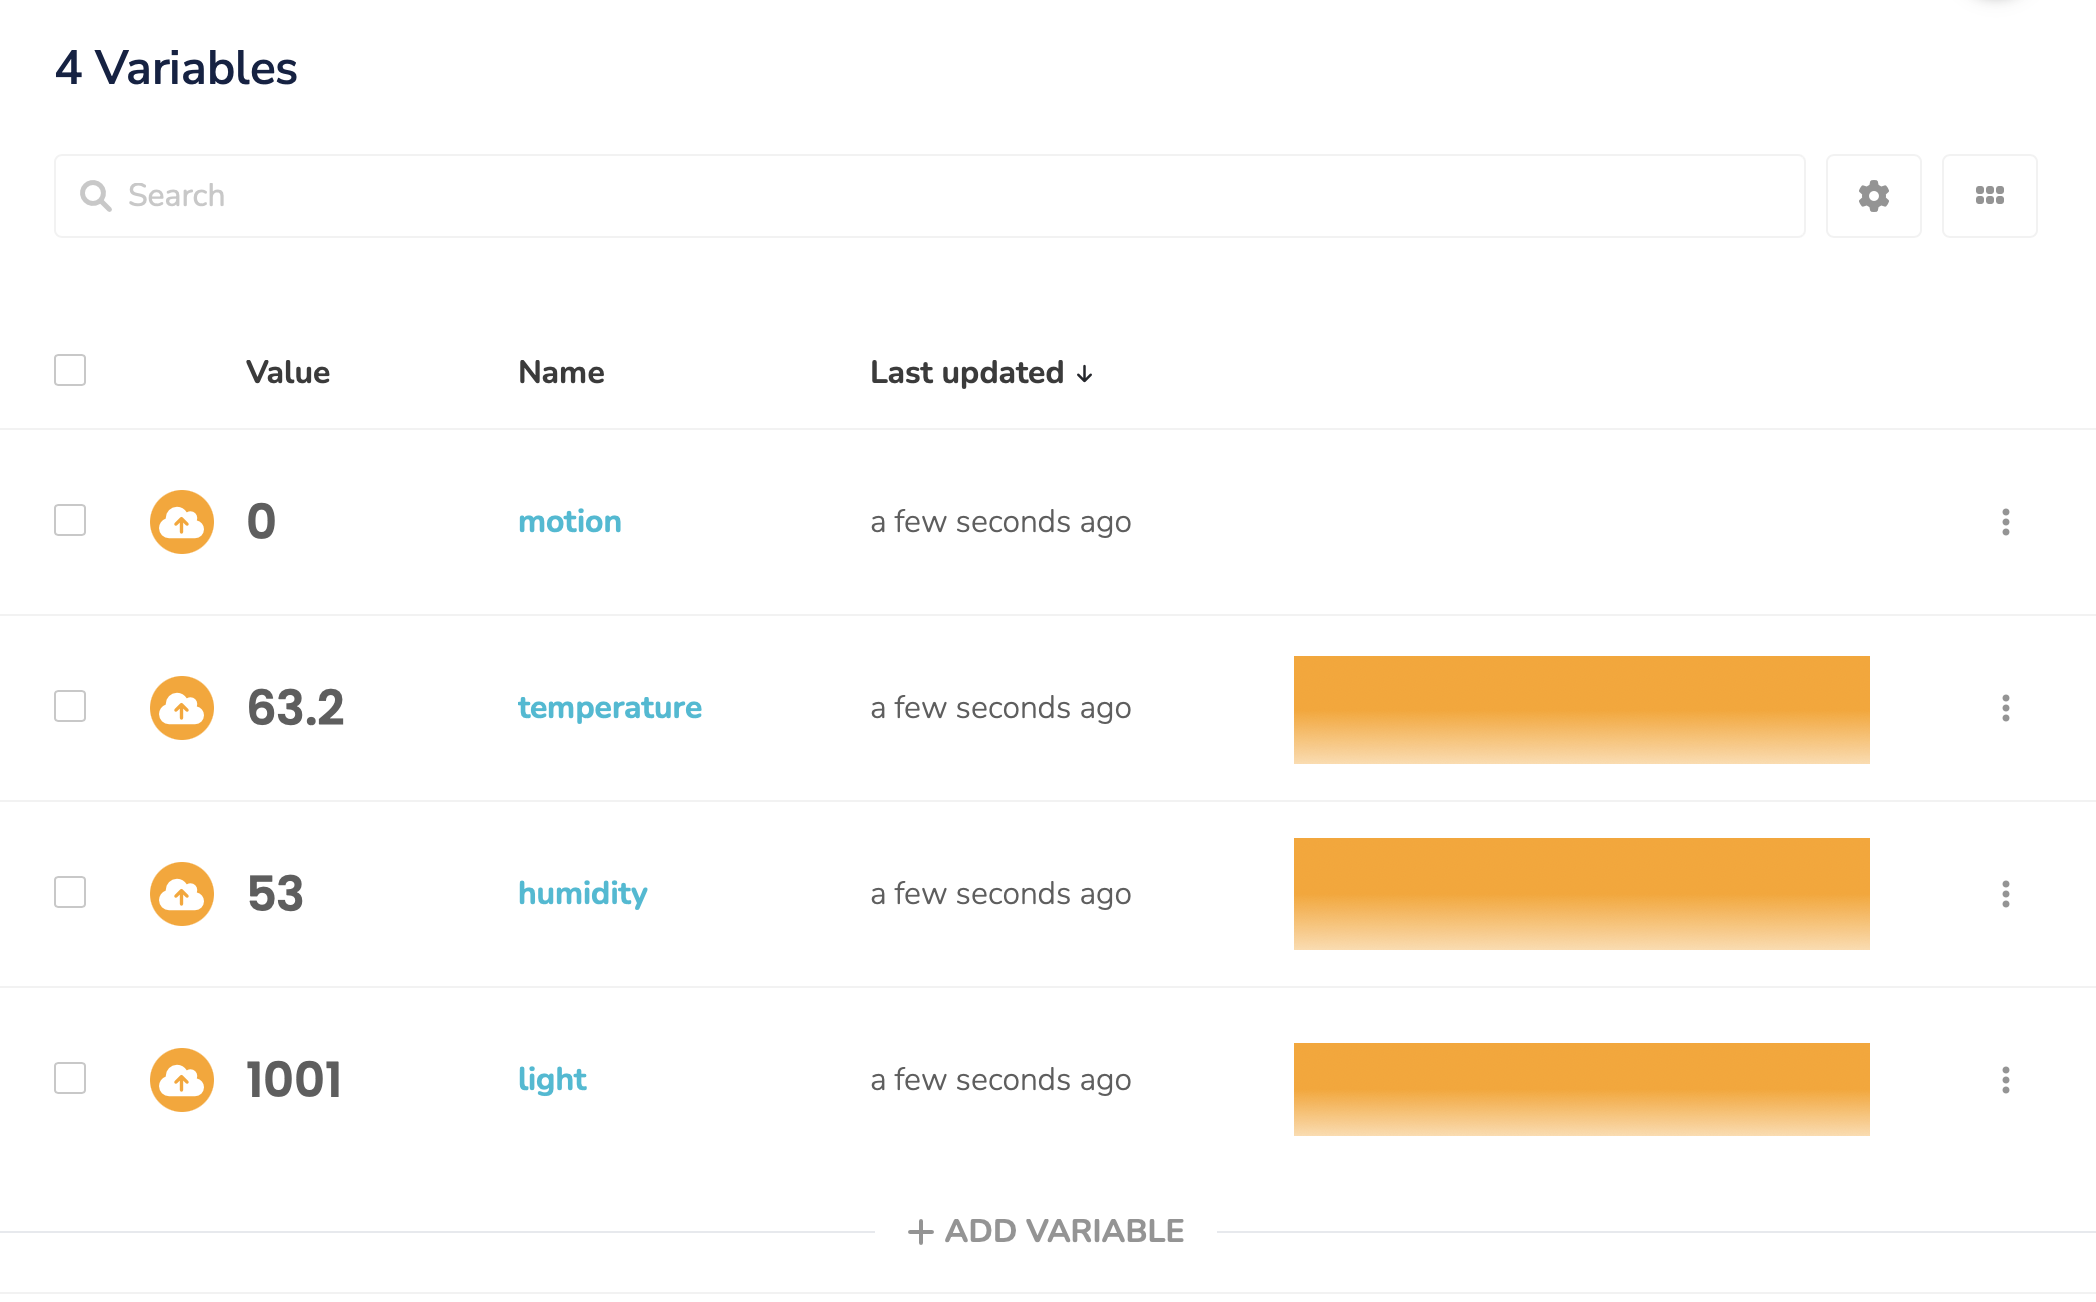 4 Variables
Search
Value Name Last updated ↓
0 motion a few seconds ago
63.2 temperature a few seconds ago
53 humidity a few seconds ago
1001 light a few seconds ago
+ ADD VARIABLE